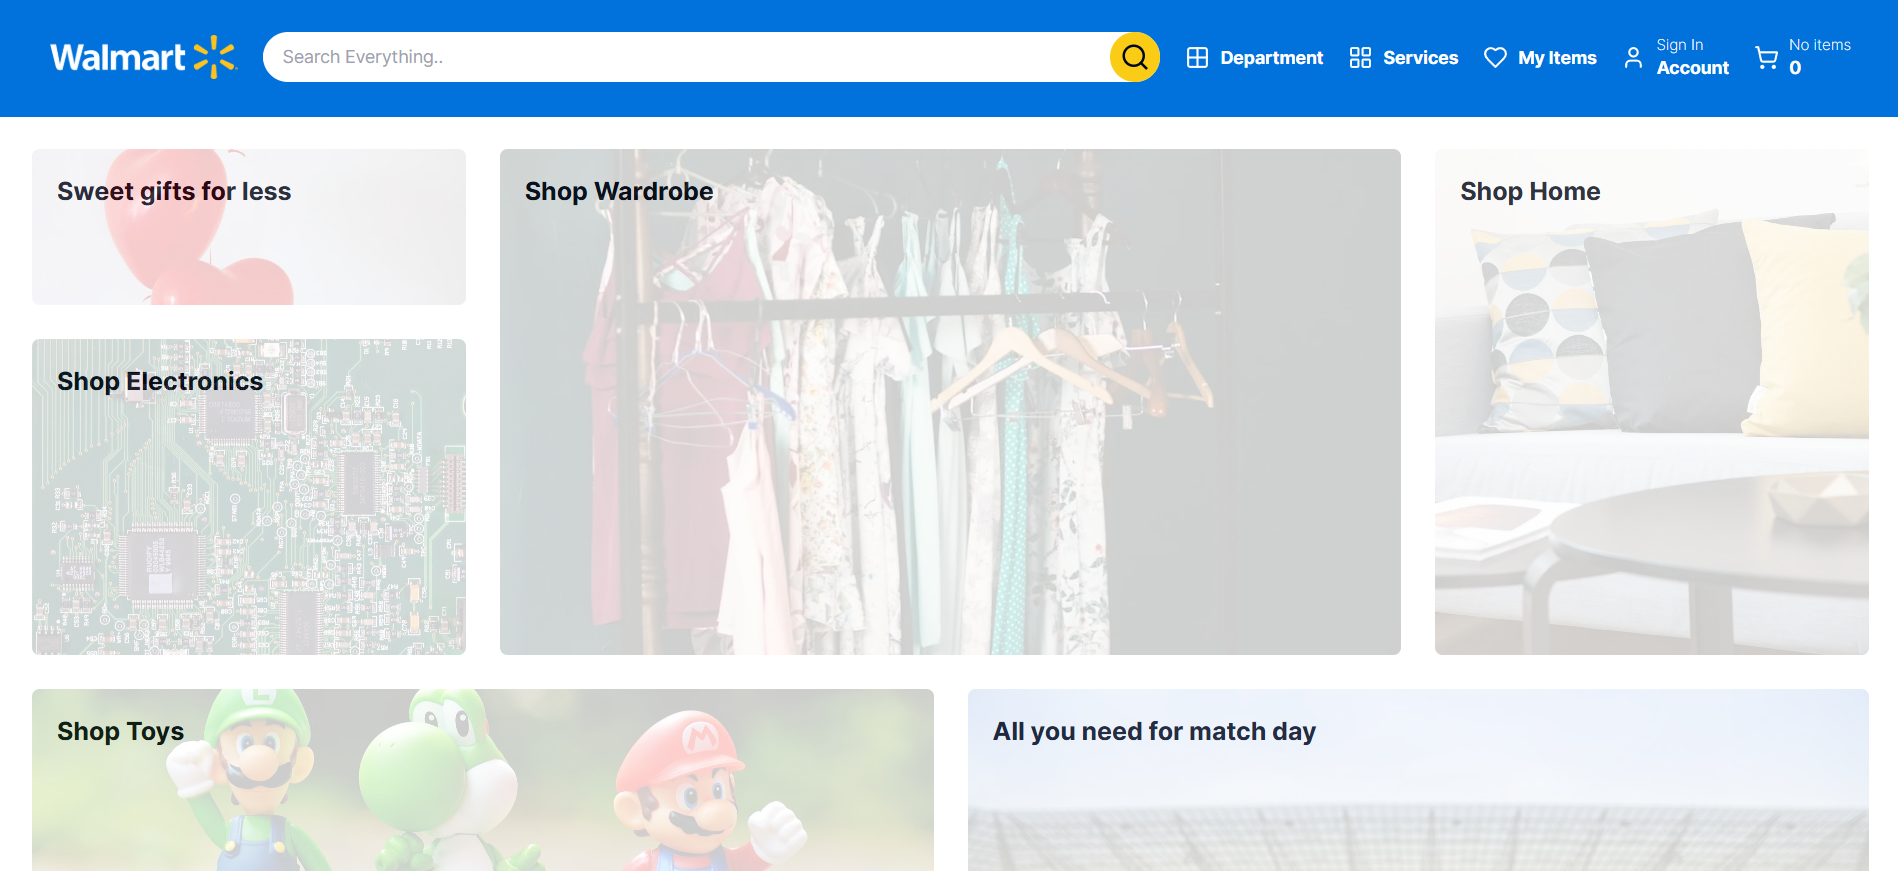 Walmart
Search Everything..
Department
Services
My Items
Sign In
Account
No items
0
Sweet gifts for less
Shop Wardrobe
Shop Home
Shop Electronics
Shop Toys
L
M
All you need for match day